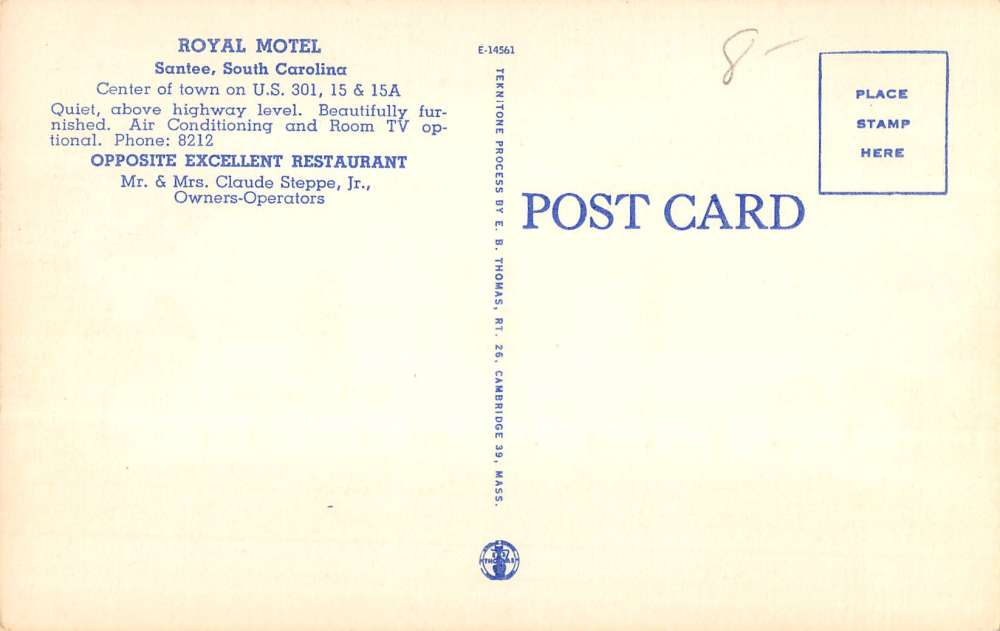 ROYAL MOTEL
Santee, South Carolina
Center of town on U.S. 301, 15 & 15A
Quiet, above highway level. Beautifully fur-
nished. Air Conditioning and Room TV op-
tional. Phone: 8212
OPPOSITE EXCELLENT RESTAURANT
Mr. & Mrs. Claude Steppe, Jr.,
Owners-Operators
E-14561
TEKNITONE PROCESS BY E. B. THOMAS, RT. 26, CAMBRIDGE 39, MASS.
THOMAS
8-
PLACE
STAMP
HERE
POST CARD